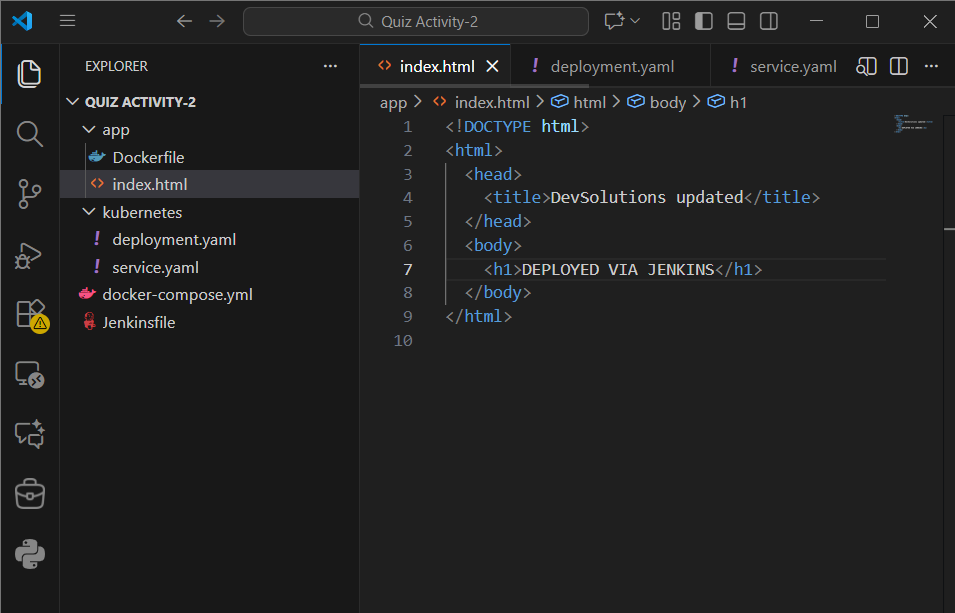 Quiz Activity-2
EXPLORER
QUIZ ACTIVITY-2
app
Dockerfile
index.html
kubernetes
deployment.yaml
service.yaml
docker-compose.yml
Jenkinsfile
index.html
! deployment.yaml
! service.yaml
app > index.html > html > body > h1
1 <!DOCTYPE html>
2 <html>
3 <head>
4 <title>DevSolutions updated</title>
5 </head>
6 <body>
7 <h1>DEPLOYED VIA JENKINS</h1>
8 </body>
9 </html>
10